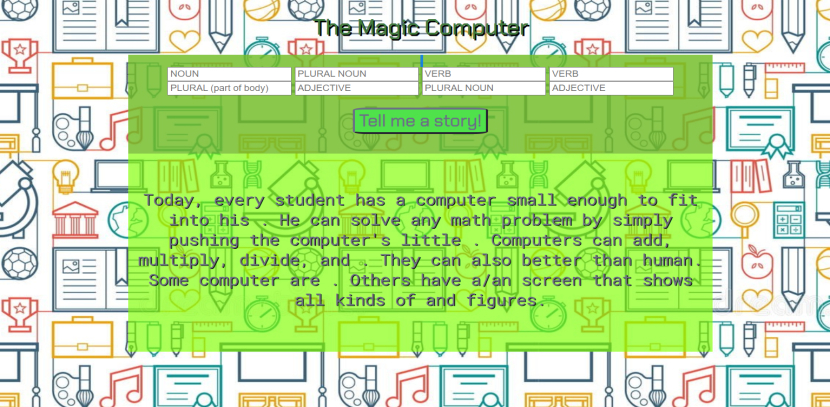 The Magic Computer
NOUN PLURAL NOUN VERB VERB
PLURAL (part of body) ADJECTIVE PLURAL NOUN ADJECTIVE
Tell me a story!
Today, every student has a computer small enough to fit
into his . He can solve any math problem by simply
pushing the computer's little . Computers can add,
multiply, divide, and . They can also better than human.
Some computer are . Others have a/an screen that shows
all kinds of and figures.